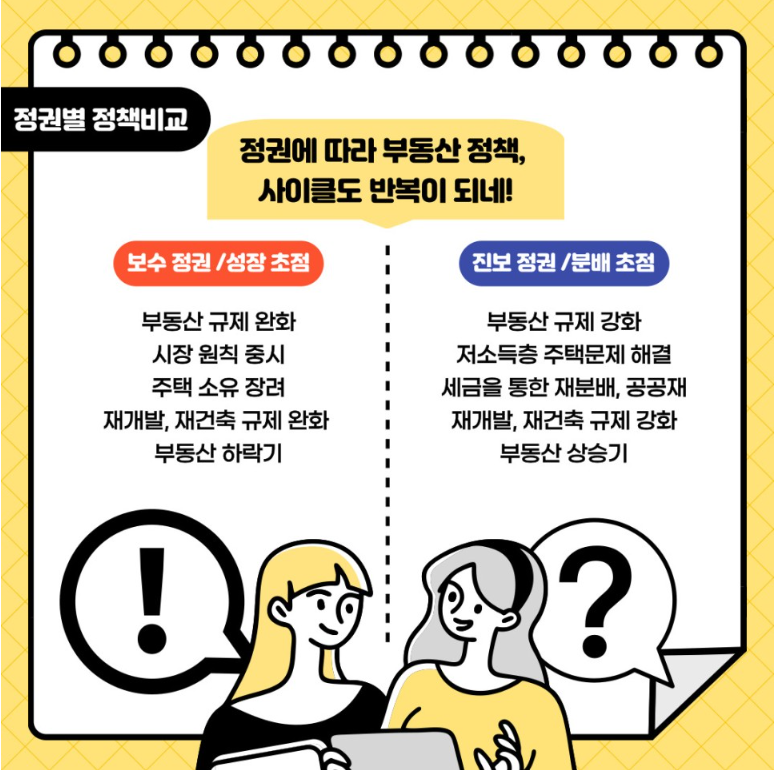 정권별 정책비교
정권에 따라 부동산 정책,
사이클도 반복이 되네!
보수 정권 /성장 초점
부동산 규제 완화
시장 원칙 중시
주택 소유 장려
재개발, 재건축 규제 완화
부동산 하락기
진보 정권 /분배 초점
부동산 규제 강화
저소득층 주택문제 해결
세금을 통한 재분배, 공공재
재개발, 재건축 규제 강화
부동산 상승기
!
?